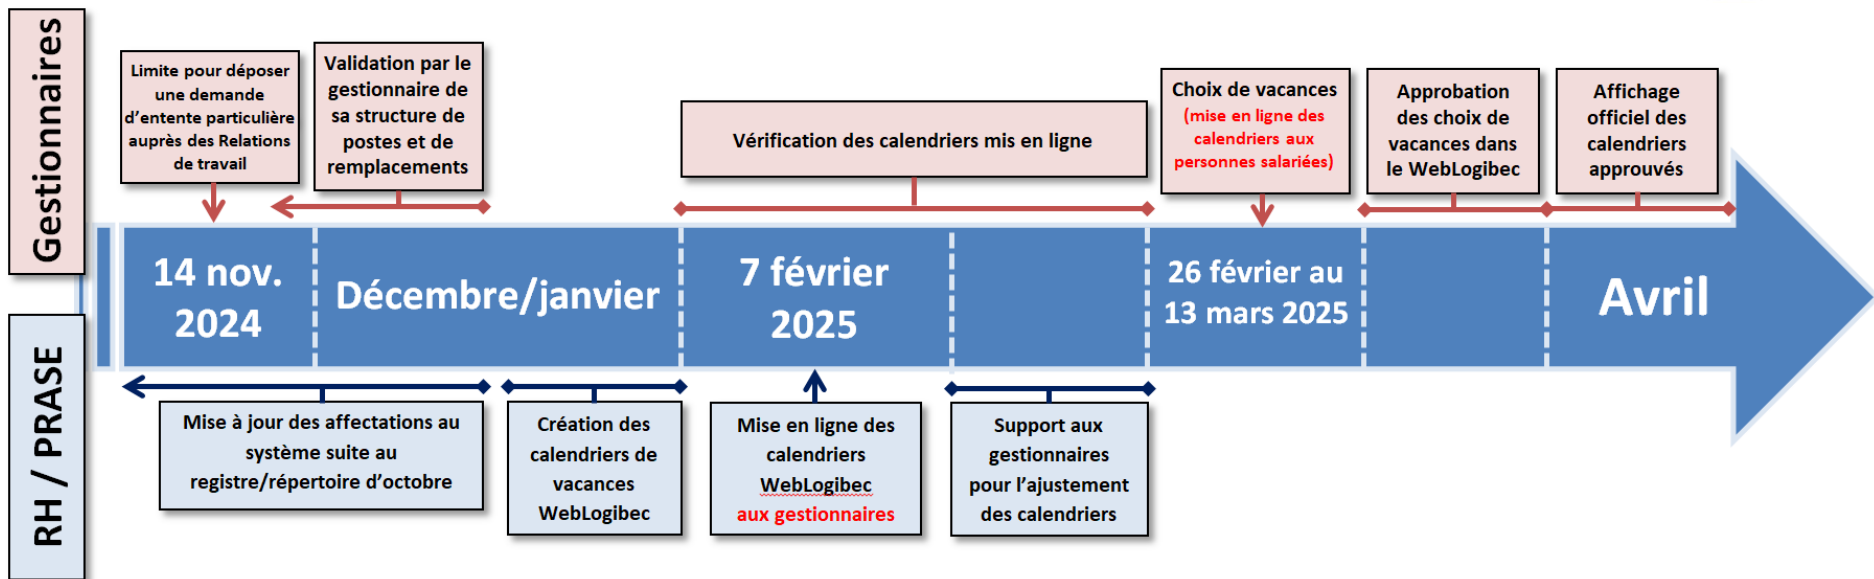 Gestionnaires
Limite pour déposer
une demande
d'entente particulière
auprès des Relations
de travail
Validation par le
gestionnaire de
sa structure de
postes et de
remplacements
Vérification des calendriers mis en ligne
Choix de vacances
(mise en ligne des
calendriers aux
personnes salariées)
Approbation
des choix de
vacances dans
le WebLogibec
Affichage
officiel des
calendriers
approuvés
14 nov.
2024
Décembre/janvier
7 février
2025
26 février au
13 mars 2025
Avril
RH / PRASE
Mise à jour des affectations au
système suite au
registre/répertoire d'octobre
Création des
calendriers de
vacances
WebLogibec
Mise en ligne des
calendriers
WebLogibec
aux gestionnaires
Support aux
gestionnaires
pour l'ajustement
des calendriers